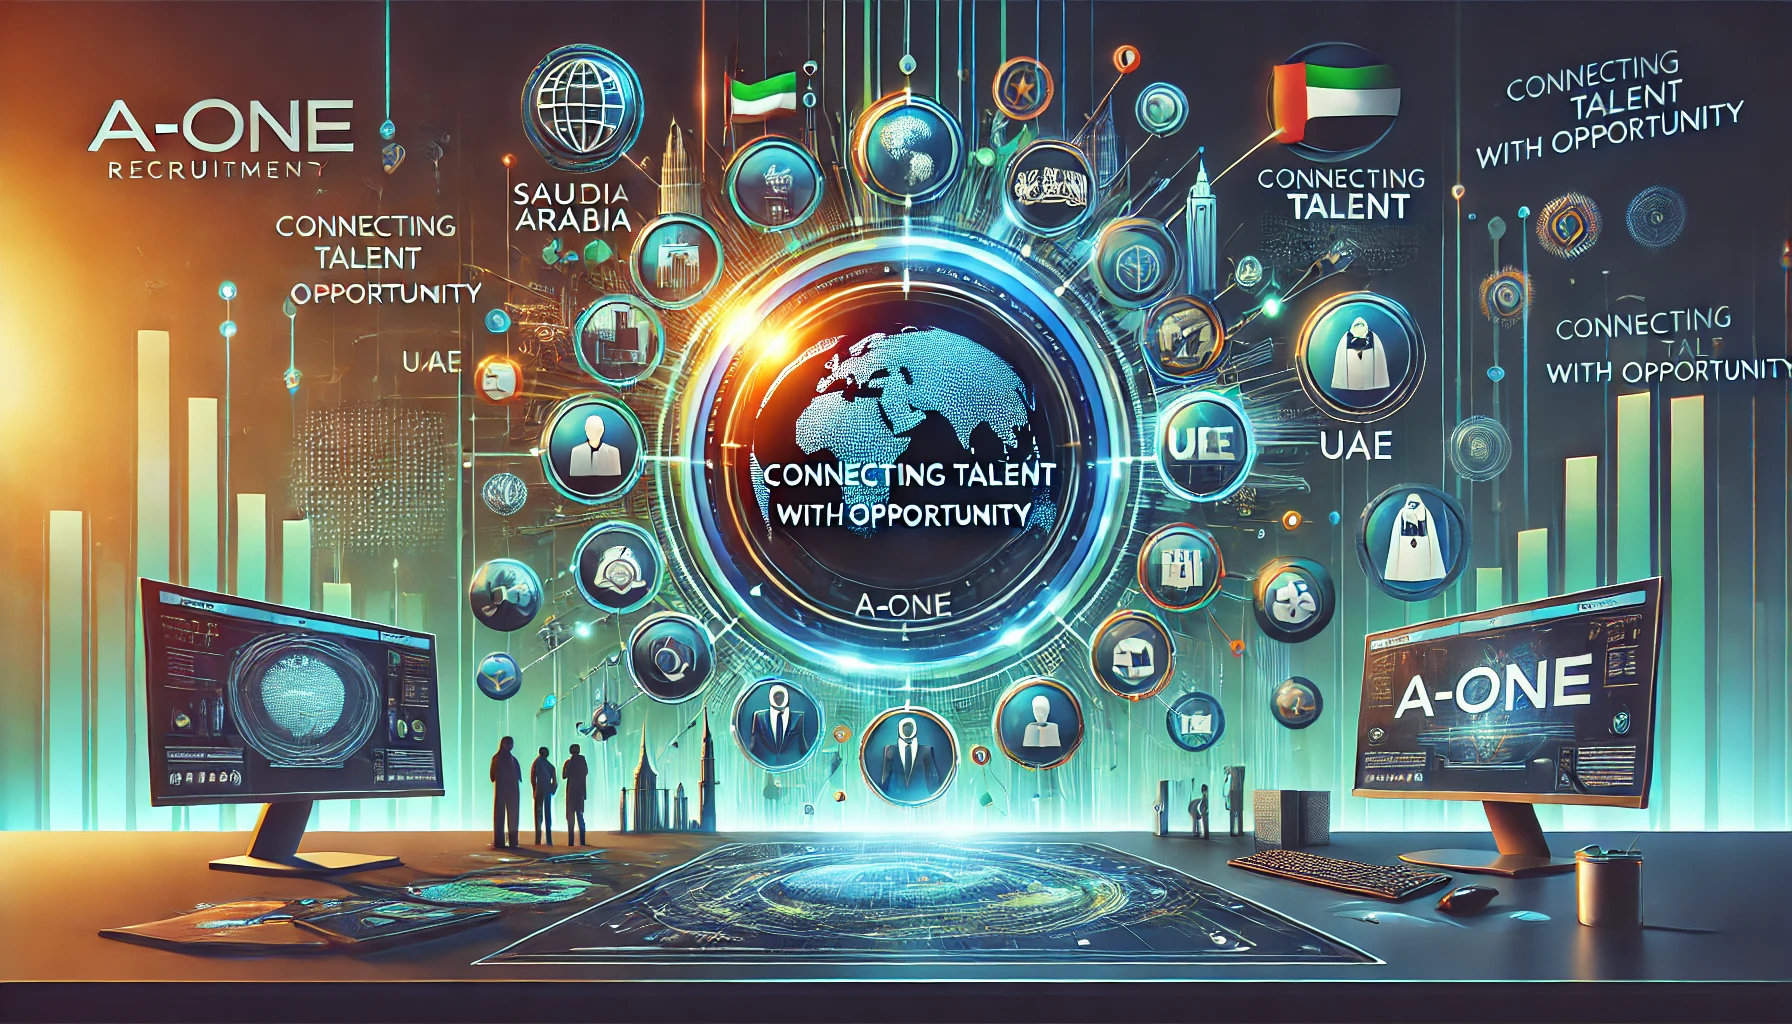 A-ONE
RECRUITMENT
CONNECTING
TALENT
OPPORTUNITY
UAE
SAUDIA
ARABIA
CONNECTING TALENT
WITH OPPORTUNITY
A-ONE
CONNECTING
TALENT
UAE
CONNECTING
TALENT
WITH OPPORTUNITY
CONNECTING
WITH OPPORTUNITY
A-ONE